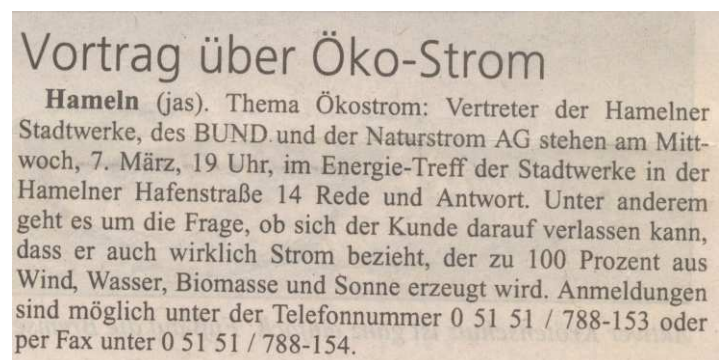 Vortrag über Öko-Strom
Hameln (jas). Thema Ökostrom: Vertreter der Hamelner
Stadtwerke, des BUND und der Naturstrom AG stehen am Mitt-
woch, 7. März, 19 Uhr, im Energie-Treff der Stadtwerke in der
Hamelner Hafenstraße 14 Rede und Antwort. Unter anderem
geht es um die Frage, ob sich der Kunde darauf verlassen kann,
dass er auch wirklich Strom bezieht, der zu 100 Prozent aus
Wind, Wasser, Biomasse und Sonne erzeugt wird. Anmeldungen
sind möglich unter der Telefonnummer 0 51 51 / 788-153 oder
per Fax unter 0 51 51 / 788-154.